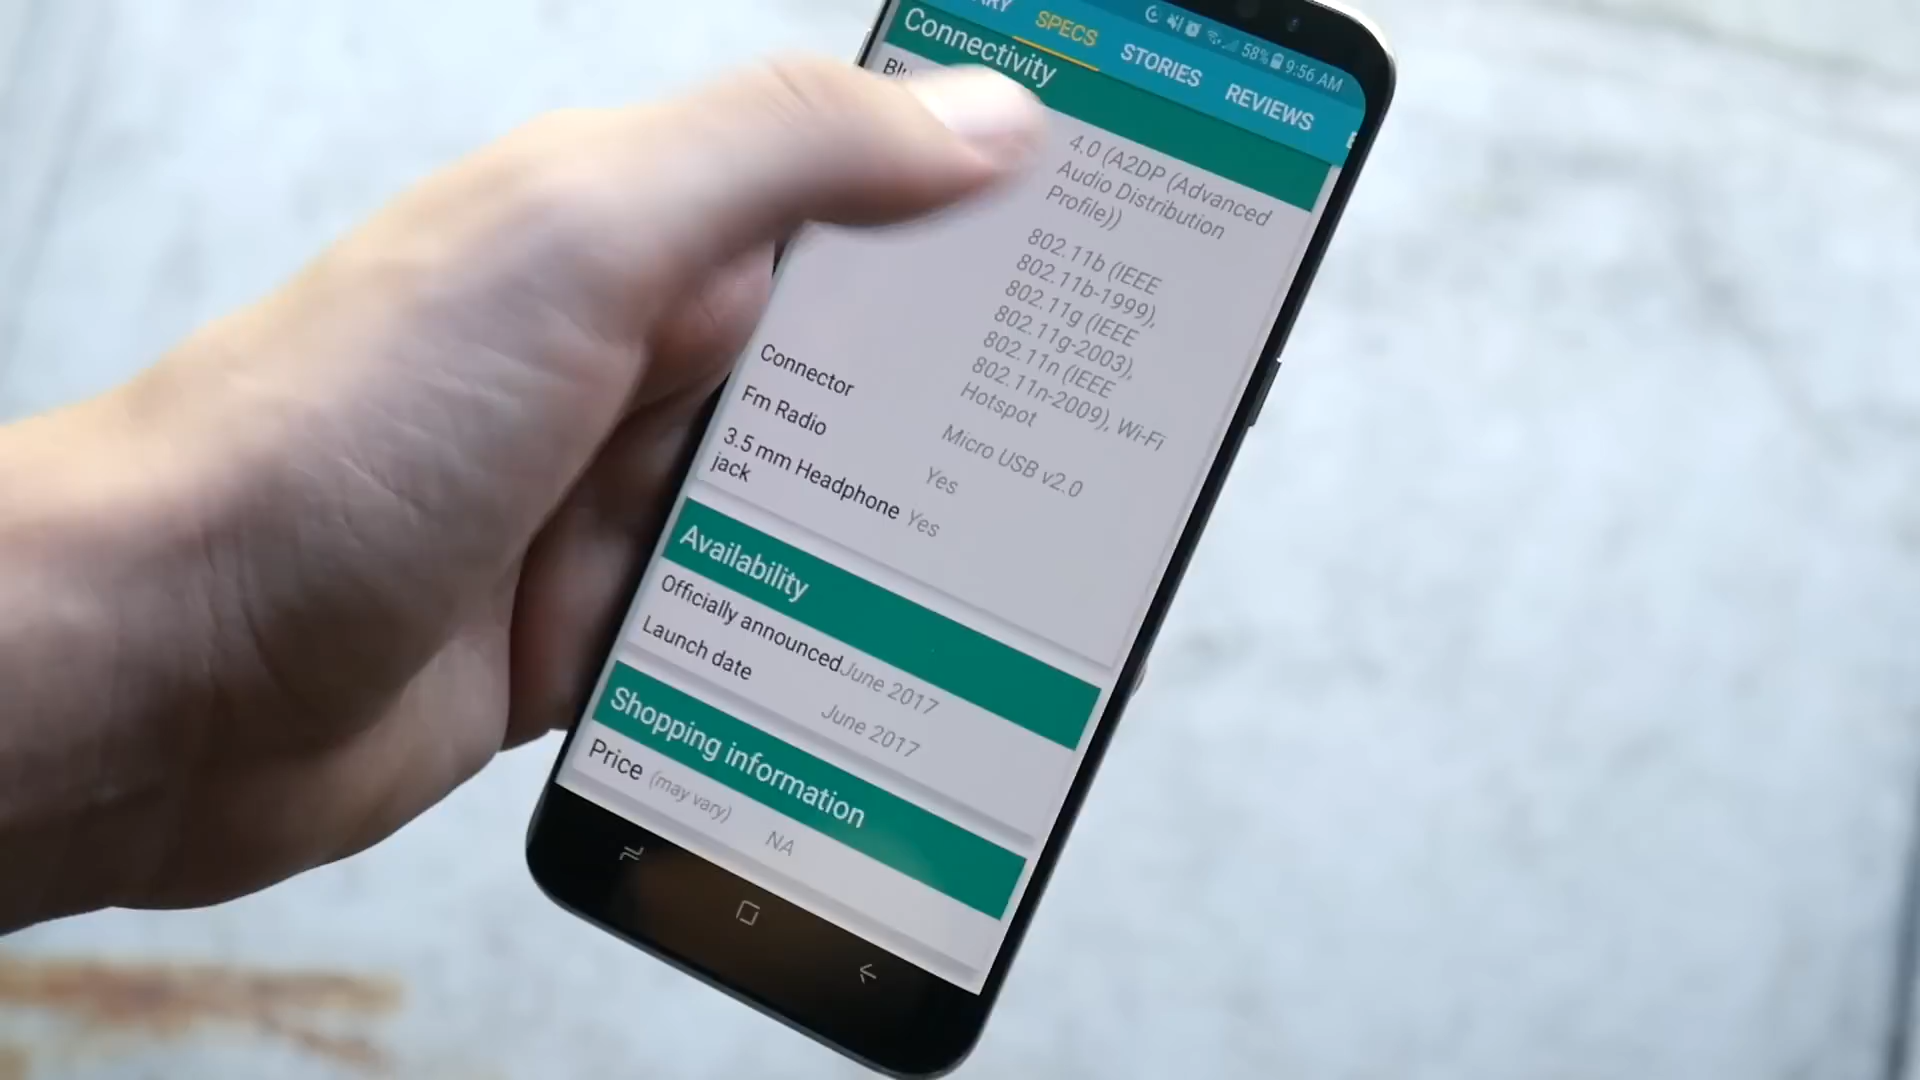 SPECS
STORIES
REVIEWS
58%
9:56 AM
Connectivity
4.0 (A2DP (Advanced
Audio Distribution
Profile))
802.11b (IEEE
802.11b-1999),
802.11g (IEEE
802.11g-2003),
802.11n (IEEE
802.11n-2009), Wi-Fi
Hotspot
Connector
Micro USB v2.0
Fm Radio
Yes
3.5 mm Headphone
jack
Yes
Availability
Officially announced
June 2017
Launch date
June 2017
Shopping information
Price (may vary)
NA